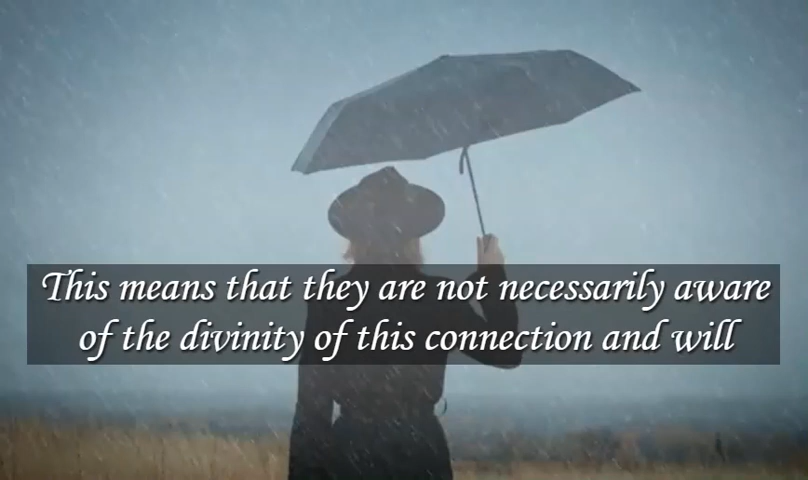 This means that they are not necessarily aware
of the divinity of this connection and will